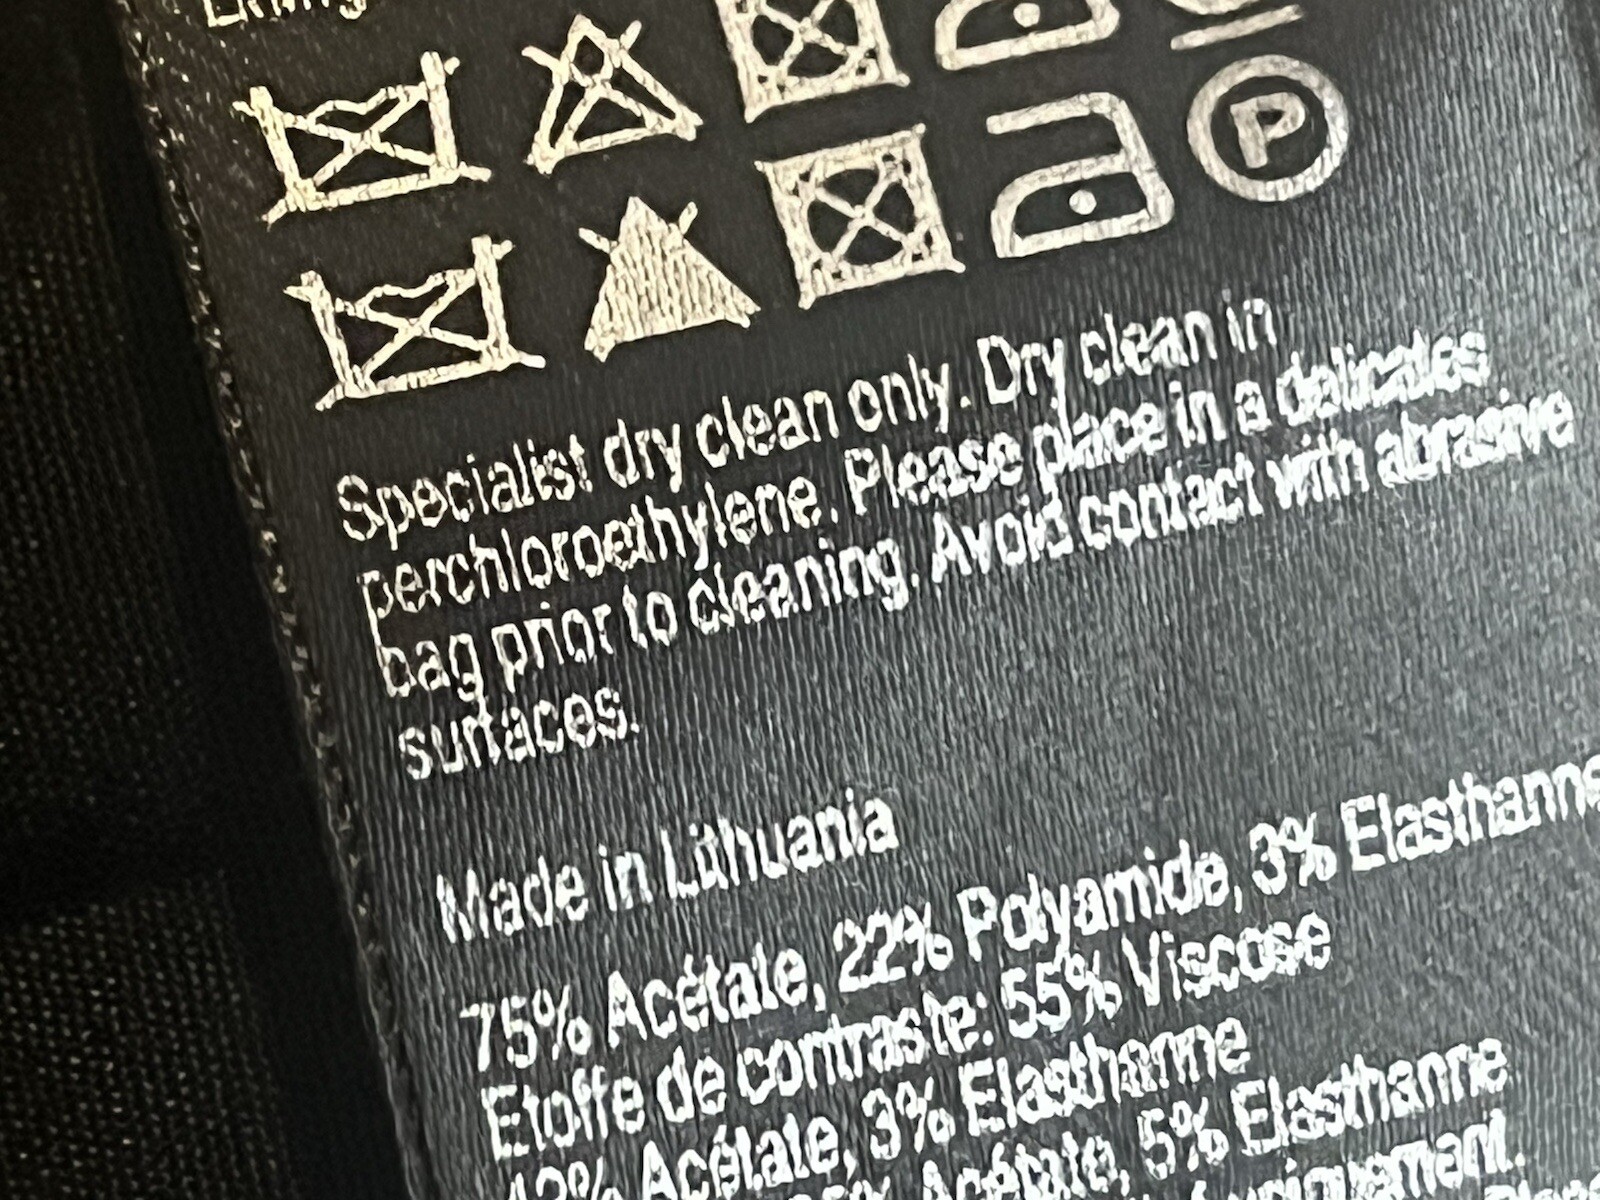 P
Specialist dry clean only. Dry clean in
perchloroethylene. Please place in a delicates
bag prior to cleaning. Avoid contact with abrasive
surfaces.
Made in Lithuania
75% Acétate, 22% Polyamide, 3% Elasthanne
Etoffe de contraste: 55% Viscose
42% Acétate, 3% Elasthanne
Acétate, 5% Elasthanne
uniquement.